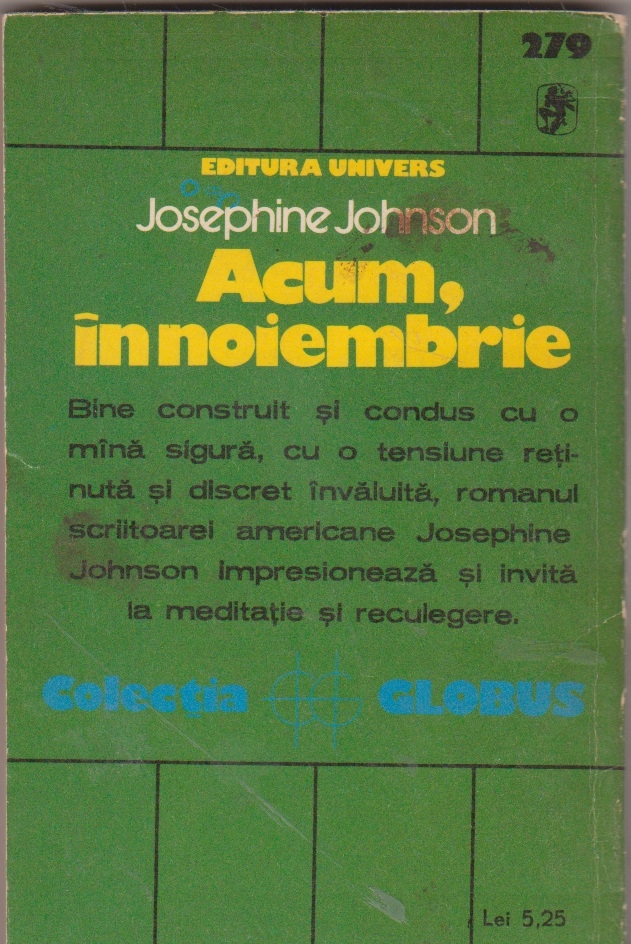 279
EDITURA UNIVERS
Josephine Johnson
Acum,
în noiembrie
Bine construit și condus cu o
mînă sigură, cu o tensiune reți-
nută și discret învăluită, romanul
scriitoarei americane Josephine
Johnson impresionează și invită
la meditație și reculegere.
Colecția GLOBUS
Lei 5,25